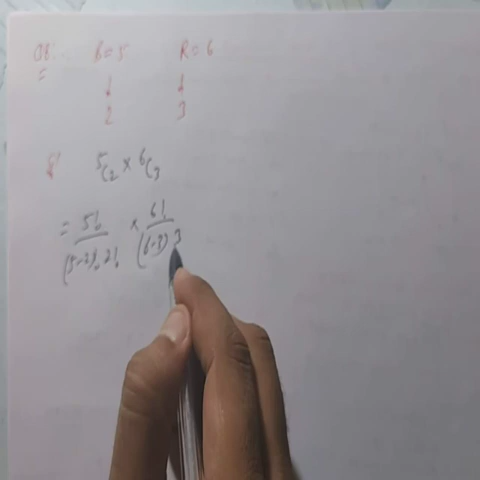 B = 5 R = 6
↓ ↓
2 3
⁵C₂ × ⁶C₃
= 5! / (5-2)! . 2! × 6! / (6-3) 3